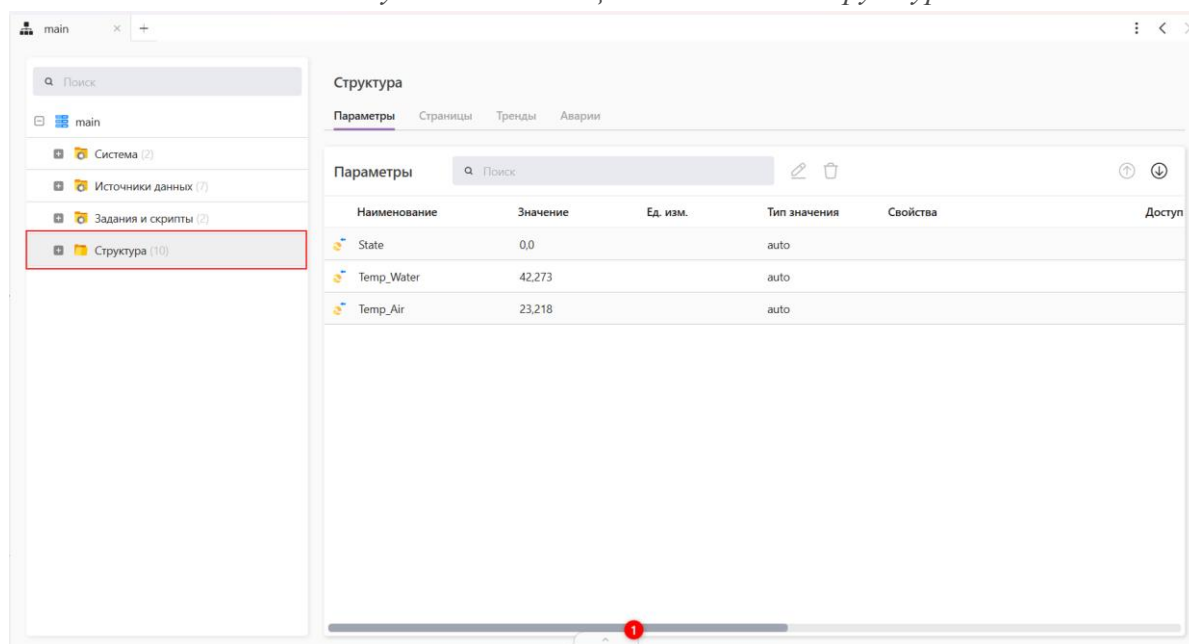 main × +
Поиск
main
Система (2)
Источники данных (7)
Задания и скрипты (2)
Структура (10)
Структура
Параметры Страницы Тренды Аварии
Параметры Поиск
Наименование Значение Ед. изм. Тип значения Свойства Доступ
State 0,0 auto
Temp_Water 42,273 auto
Temp_Air 23,218 auto
1